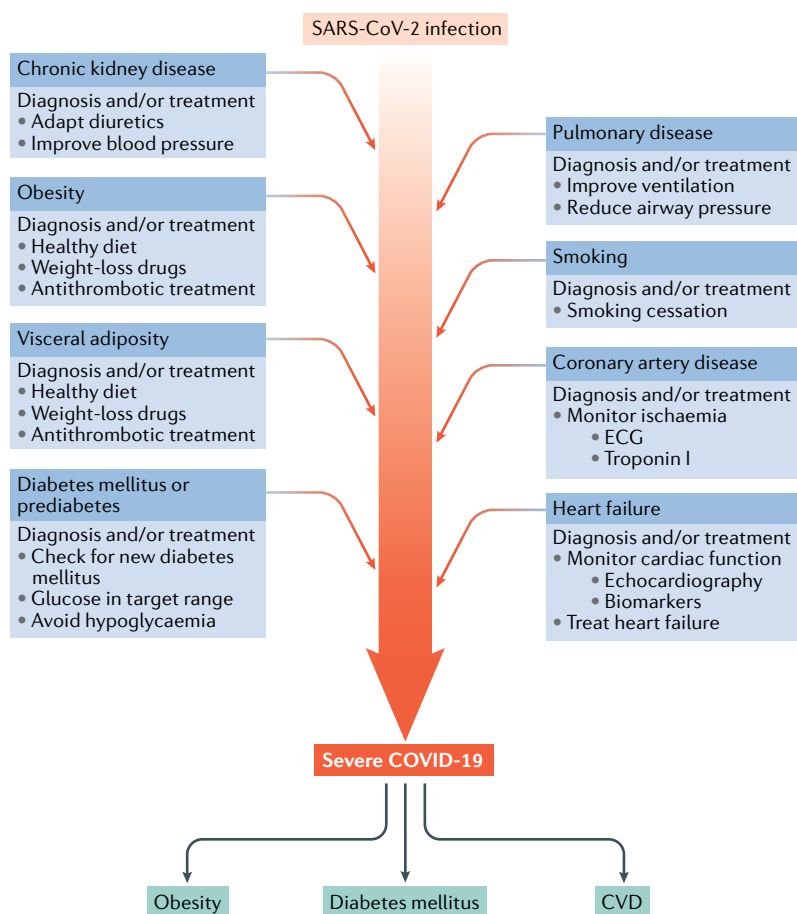 SARS-CoV-2 infection
Chronic kidney disease
Diagnosis and/or treatment
• Adapt diuretics
• Improve blood pressure
Obesity
Diagnosis and/or treatment
• Healthy diet
• Weight-loss drugs
• Antithrombotic treatment
Visceral adiposity
Diagnosis and/or treatment
• Healthy diet
• Weight-loss drugs
• Antithrombotic treatment
Diabetes mellitus or
prediabetes
Diagnosis and/or treatment
• Check for new diabetes
mellitus
• Glucose in target range
• Avoid hypoglycaemia
Pulmonary disease
Diagnosis and/or treatment
• Improve ventilation
• Reduce airway pressure
Smoking
Diagnosis and/or treatment
• Smoking cessation
Coronary artery disease
Diagnosis and/or treatment
• Monitor ischaemia
• ECG
• Troponin I
Heart failure
Diagnosis and/or treatment
• Monitor cardiac function
• Echocardiography
• Biomarkers
• Treat heart failure
Severe COVID-19
Obesity
Diabetes mellitus
CVD